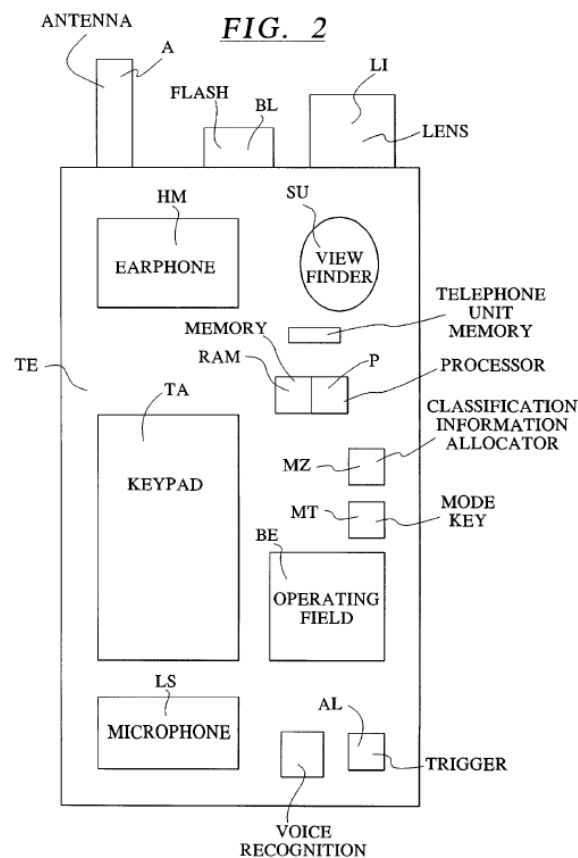 FIG. 2
ANTENNA
A
FLASH
BL
LI
LENS
HM
EARPHONE
SU
VIEW
FINDER
TELEPHONE
UNIT
MEMORY
MEMORY
RAM
P
PROCESSOR
TE
TA
KEYPAD
CLASSIFICATION
INFORMATION
ALLOCATOR
MZ
MT
MODE
KEY
BE
OPERATING
FIELD
LS
MICROPHONE
AL
TRIGGER
VOICE
RECOGNITION